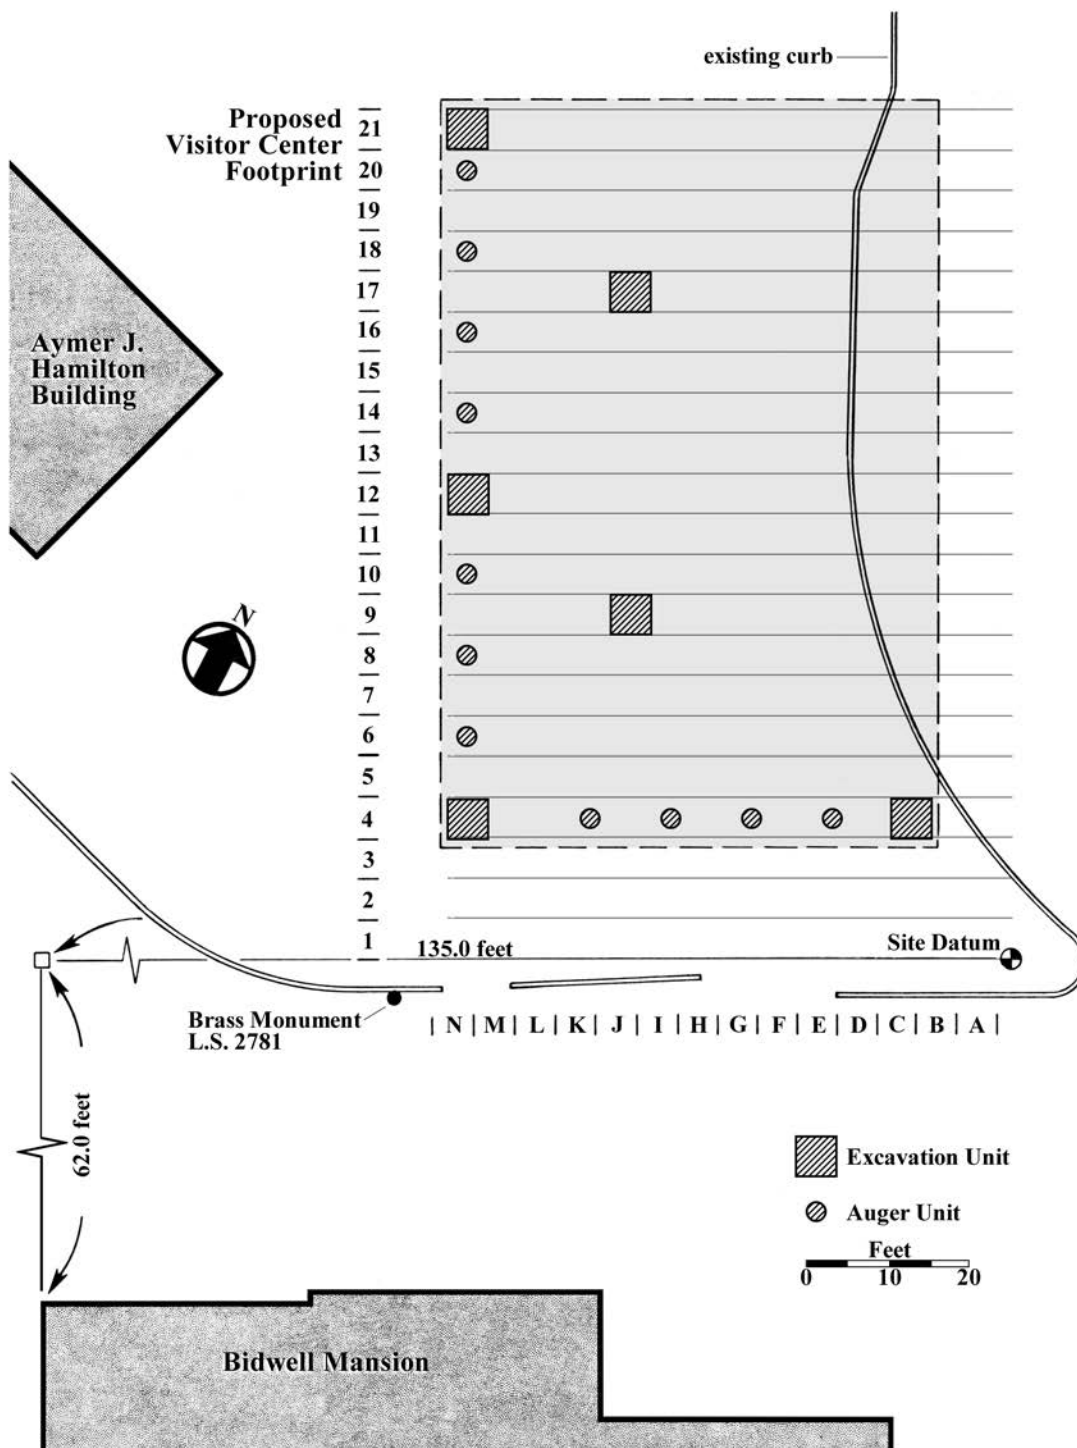 existing curb
Proposed
Visitor Center
Footprint
21
20
19
18
17
16
15
14
13
12
11
10
9
8
7
6
5
4
3
2
1
Aymer J.
Hamilton
Building
N
135.0 feet
Site Datum
Brass Monument
L.S. 2781
N M L K J I H G F E D C B A
62.0 feet
Excavation Unit
Auger Unit
Feet
0 10 20
Bidwell Mansion